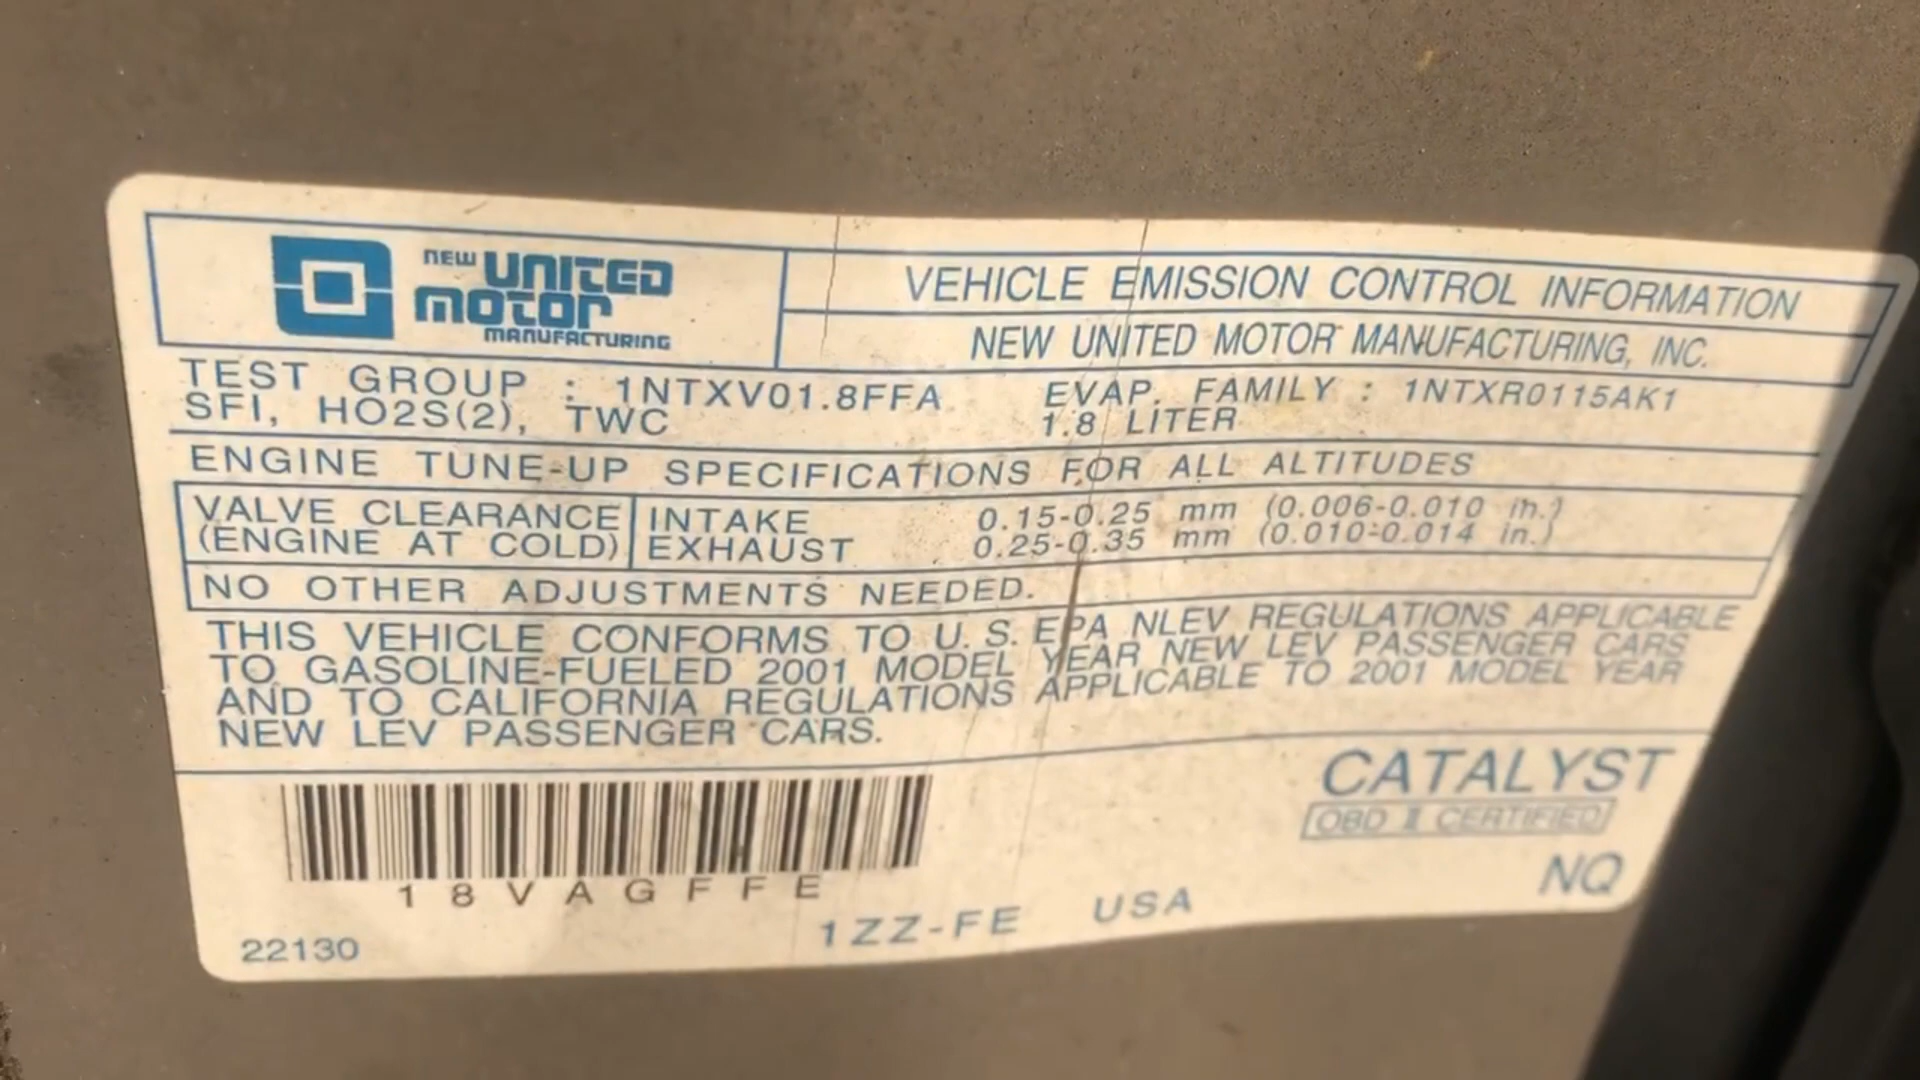 NEW UNITED
MOTOR
MANUFACTURING
VEHICLE EMISSION CONTROL INFORMATION
NEW UNITED MOTOR MANUFACTURING, INC.
TEST GROUP : 1NTXV01.8FFA EVAP. FAMILY : 1NTXR0115AK1
SFI, HO2S(2), TWC 1.8 LITER
ENGINE TUNE-UP SPECIFICATIONS FOR ALL ALTITUDES
VALVE CLEARANCE INTAKE 0.15-0.25 mm (0.006-0.010 in.)
(ENGINE AT COLD) EXHAUST 0.25-0.35 mm (0.010-0.014 in.)
NO OTHER ADJUSTMENTS NEEDED.
THIS VEHICLE CONFORMS TO U.S. EPA NLEV REGULATIONS APPLICABLE
TO GASOLINE-FUELED 2001 MODEL YEAR NEW LEV PASSENGER CARS
AND TO CALIFORNIA REGULATIONS APPLICABLE TO 2001 MODEL YEAR
NEW LEV PASSENGER CARS.
CATALYST
OBD II CERTIFIED
NQ
18VAGFFE
1ZZ-FE USA
22130